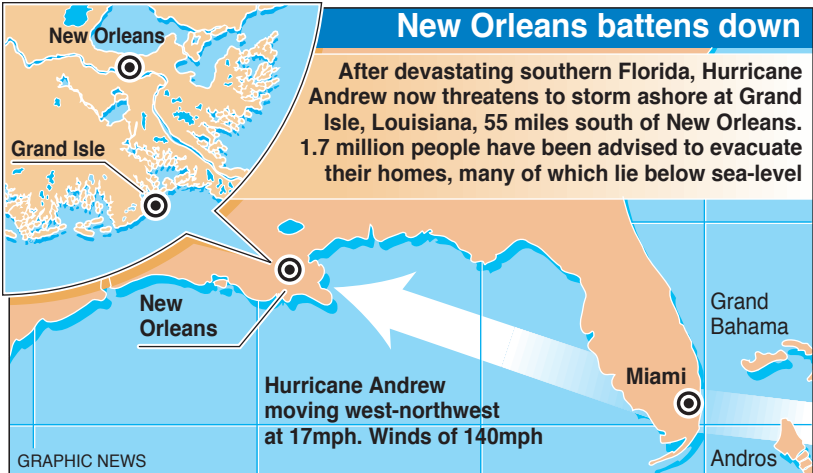 New Orleans battens down
After devastating southern Florida, Hurricane
Andrew now threatens to storm ashore at Grand
Isle, Louisiana, 55 miles south of New Orleans.
1.7 million people have been advised to evacuate
their homes, many of which lie below sea-level
New Orleans
Grand Isle
New
Orleans
Hurricane Andrew
moving west-northwest
at 17mph. Winds of 140mph
Miami
Grand
Bahama
Andros
GRAPHIC NEWS